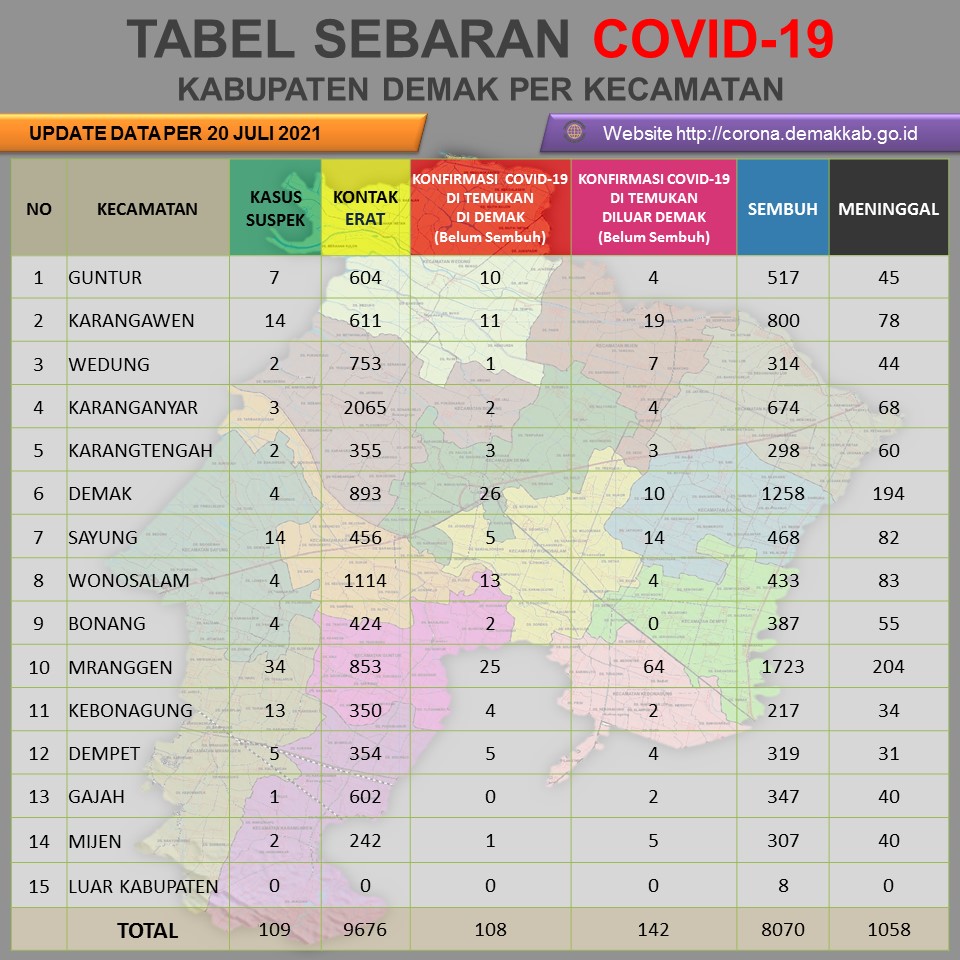 TABEL SEBARAN COVID-19
KABUPATEN DEMAK PER KECAMATAN
UPDATE DATA PER 20 JULI 2021
Website http://corona.demakkab.go.id
NO KECAMATAN KASUS SUSPEK KONTAK ERAT KONFIRMASI COVID-19 DI TEMUKAN DI DEMAK (Belum Sembuh) KONFIRMASI COVID-19 DI TEMUKAN DILUAR DEMAK (Belum Sembuh) SEMBUH MENINGGAL
1 GUNTUR 7 604 10 4 517 45
2 KARANGAWEN 14 611 11 19 800 78
3 WEDUNG 2 753 1 7 314 44
4 KARANGANYAR 3 2065 2 4 674 68
5 KARANGTENGAH 2 355 3 3 298 60
6 DEMAK 4 893 26 10 1258 194
7 SAYUNG 14 456 5 14 468 82
8 WONOSALAM 4 1114 13 4 433 83
9 BONANG 4 424 2 0 387 55
10 MRANGGEN 34 853 25 64 1723 204
11 KEBONAGUNG 13 350 4 2 217 34
12 DEMPET 5 354 5 4 319 31
13 GAJAH 1 602 0 2 347 40
14 MIJEN 2 242 1 5 307 40
15 LUAR KABUPATEN 0 0 0 0 8 0
TOTAL 109 9676 108 142 8070 1058